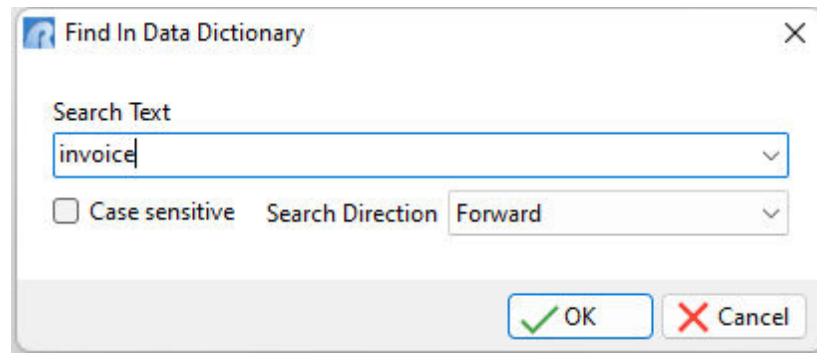 Find In Data Dictionary
Search Text
invoice
Case sensitive Search Direction Forward
OK Cancel